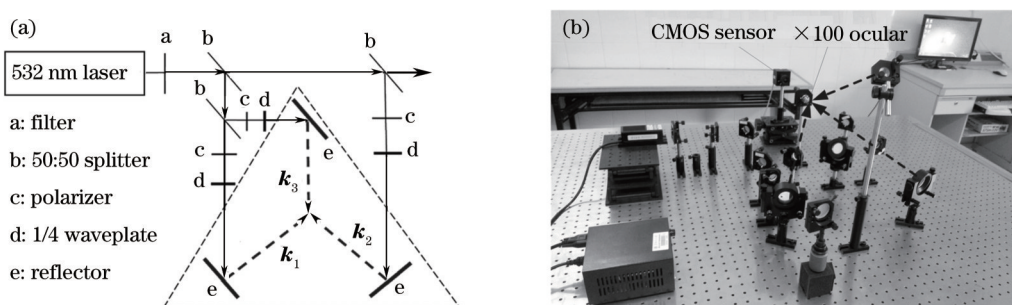 (a)
a
b
b
532 nm laser
b
c d
c
e
a: filter
b: 50:50 splitter
c
d
c: polarizer
d
k3
d: 1/4 waveplate
k1
k2
e: reflector
e
e
(b)
CMOS sensor
×100 ocular